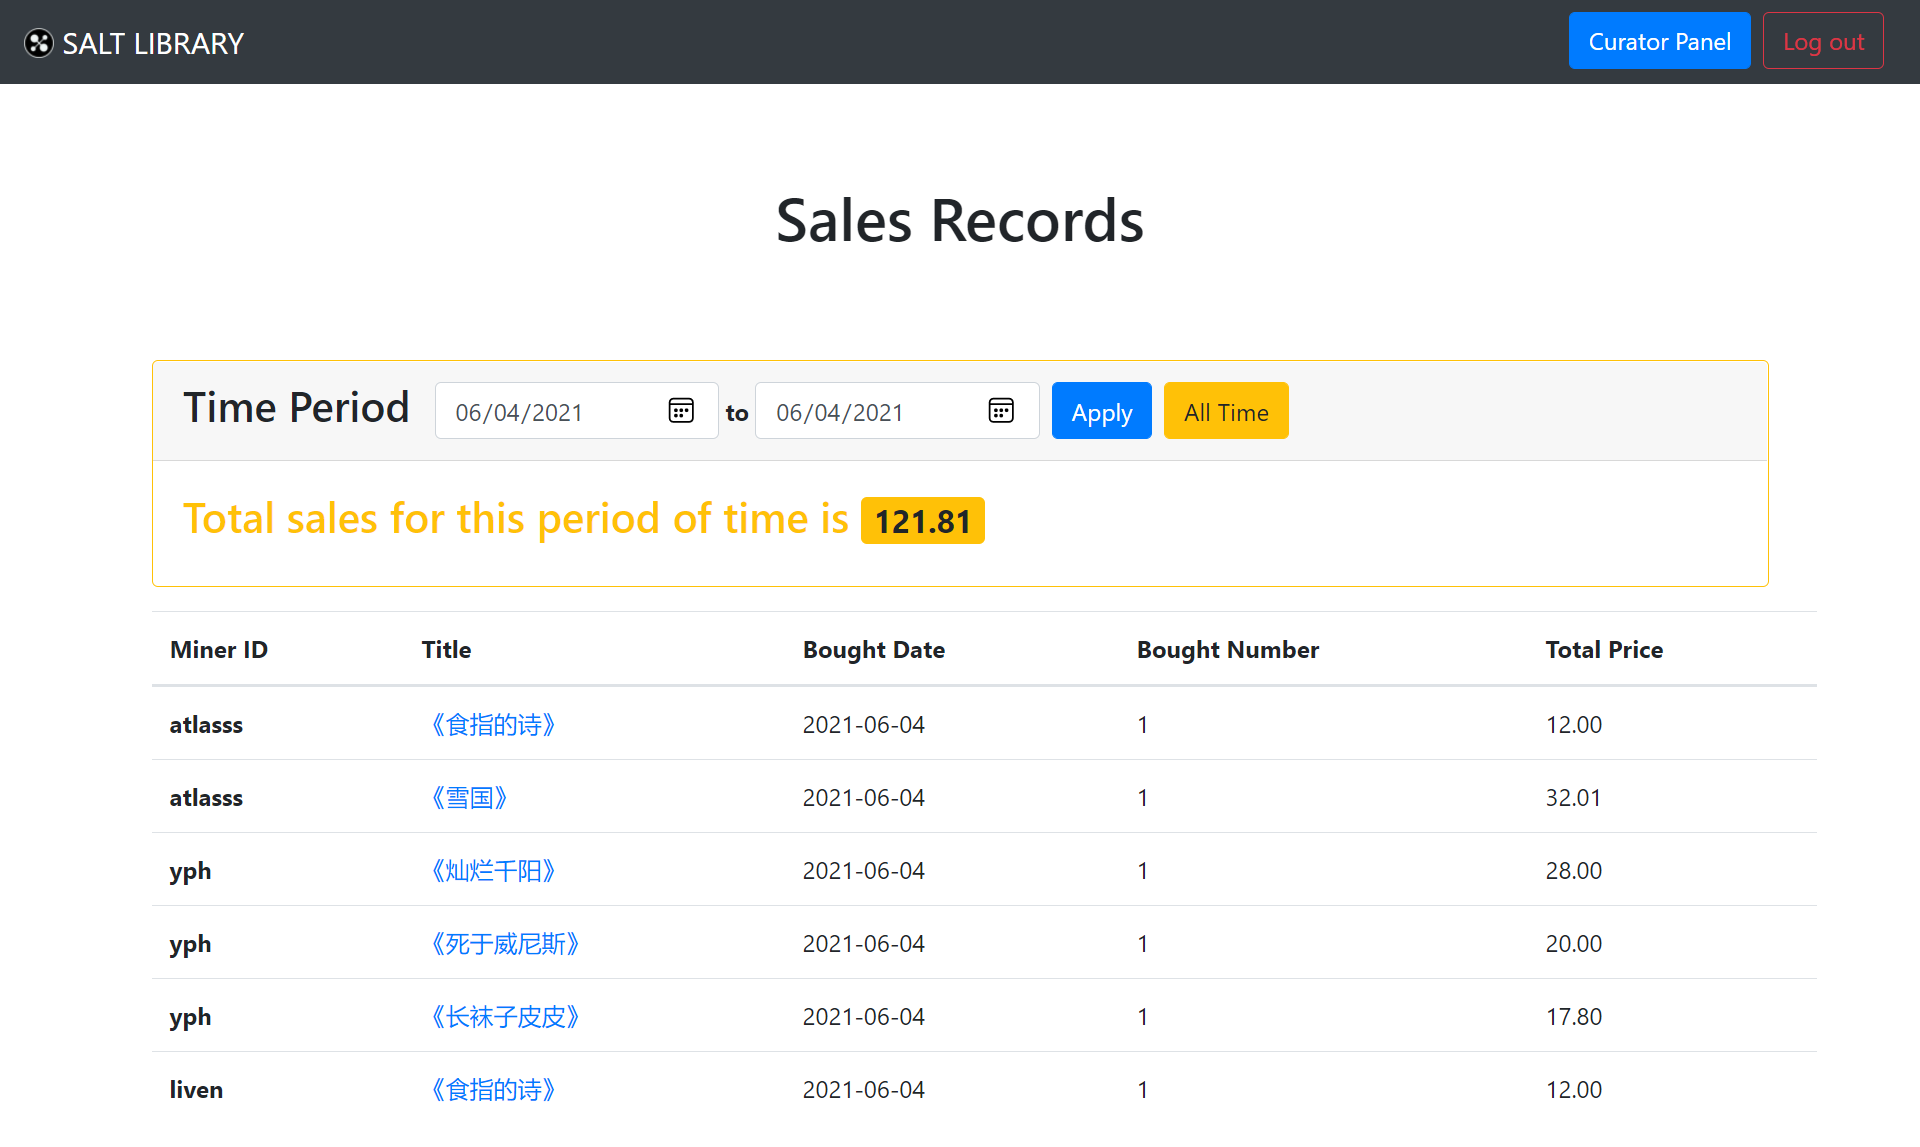 SALT LIBRARY Curator Panel Log out
Sales Records
Time Period 06/04/2021 to 06/04/2021 Apply All Time
Total sales for this period of time is 121.81
Miner ID Title Bought Date Bought Number Total Price
atlasss 《食指的诗》 2021-06-04 1 12.00
atlasss 《雪国》 2021-06-04 1 32.01
yph 《灿烂千阳》 2021-06-04 1 28.00
yph 《死于威尼斯》 2021-06-04 1 20.00
yph 《长袜子皮皮》 2021-06-04 1 17.80
liven 《食指的诗》 2021-06-04 1 12.00